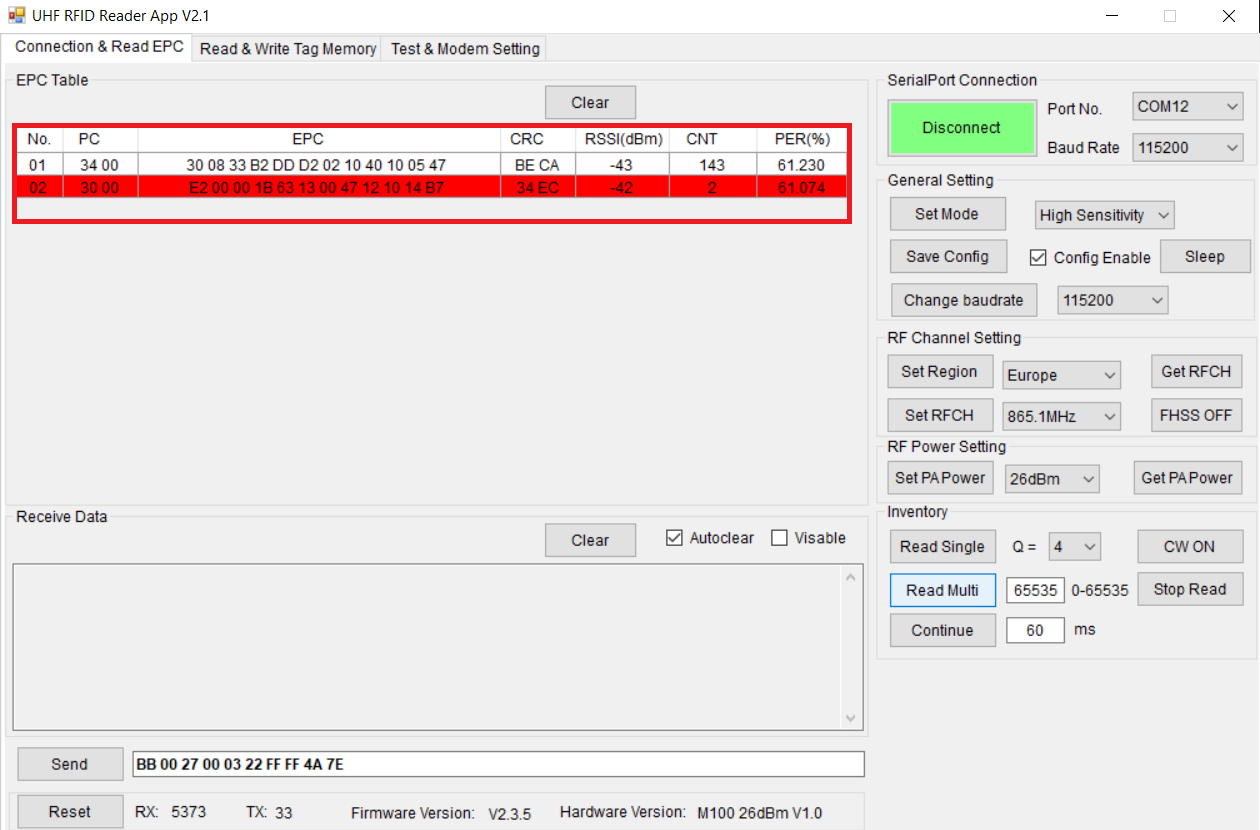 UHF RFID Reader App V2.1
Connection & Read EPC Read & Write Tag Memory Test & Modem Setting
EPC Table
Clear
No. PC EPC CRC RSSI(dBm) CNT PER(%)
01 34 00 30 08 33 B2 DD D2 02 10 40 10 05 47 BE CA -43 143 61.230
02 30 00 E2 00 00 1B 63 13 00 47 12 10 14 B7 34 EC -42 2 61.074
Receive Data
Clear Autoclear Visable
Send BB 00 27 00 03 22 FF FF 4A 7E
Reset RX: 5373 TX: 33 Firmware Version: V2.3.5 Hardware Version: M100 26dBm V1.0
SerialPort Connection
Disconnect Port No. COM12
Baud Rate 115200
General Setting
Set Mode High Sensitivity
Save Config Config Enable Sleep
Change baudrate 115200
RF Channel Setting
Set Region Europe Get RFCH
Set RFCH 865.1MHz FHSS OFF
RF Power Setting
Set PA Power 26dBm Get PA Power
Inventory
Read Single Q = 4 CW ON
Read Multi 65535 0-65535 Stop Read
Continue 60 ms